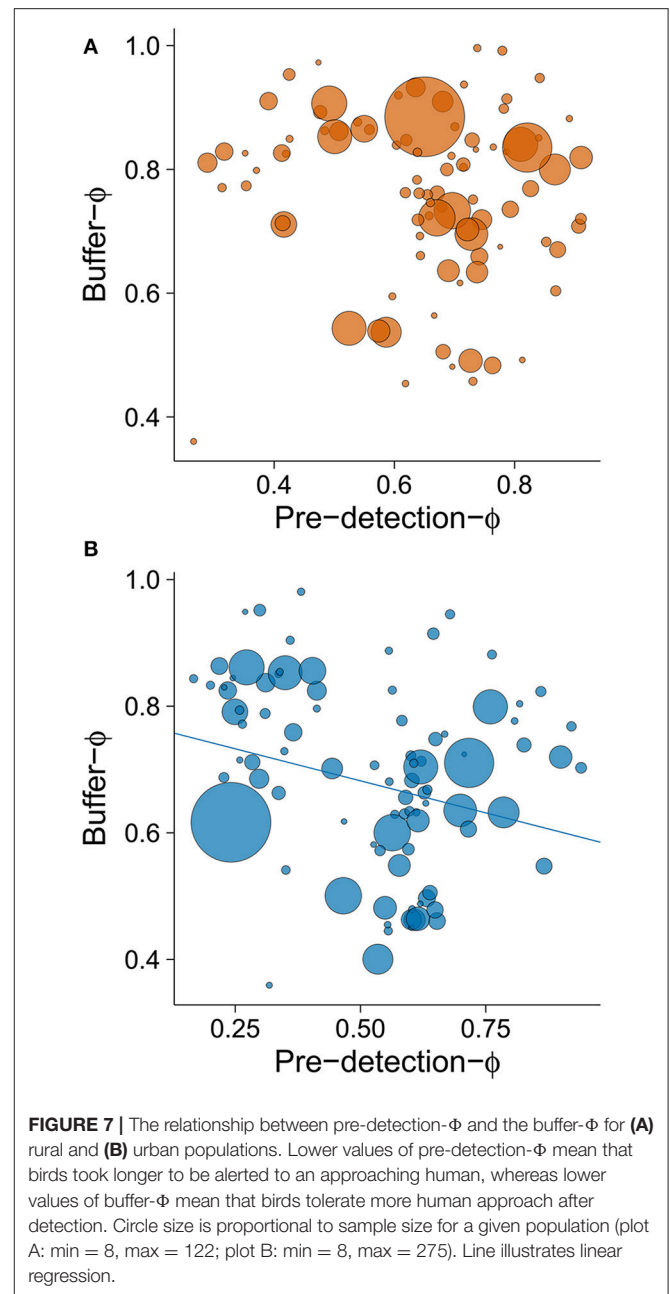 A
1.0
0.8
0.6
0.4
Buffer−ϕ
0.4 0.6 0.8
Pre−detection−ϕ
B
1.0
0.8
0.6
0.4
Buffer−ϕ
0.25 0.50 0.75
Pre−detection−ϕ
FIGURE 7 | The relationship between pre-detection-Φ and the buffer-Φ for (A)
rural and (B) urban populations. Lower values of pre-detection-Φ mean that
birds took longer to be alerted to an approaching human, whereas lower
values of buffer-Φ mean that birds tolerate more human approach after
detection. Circle size is proportional to sample size for a given population (plot
A: min = 8, max = 122; plot B: min = 8, max = 275). Line illustrates linear
regression.